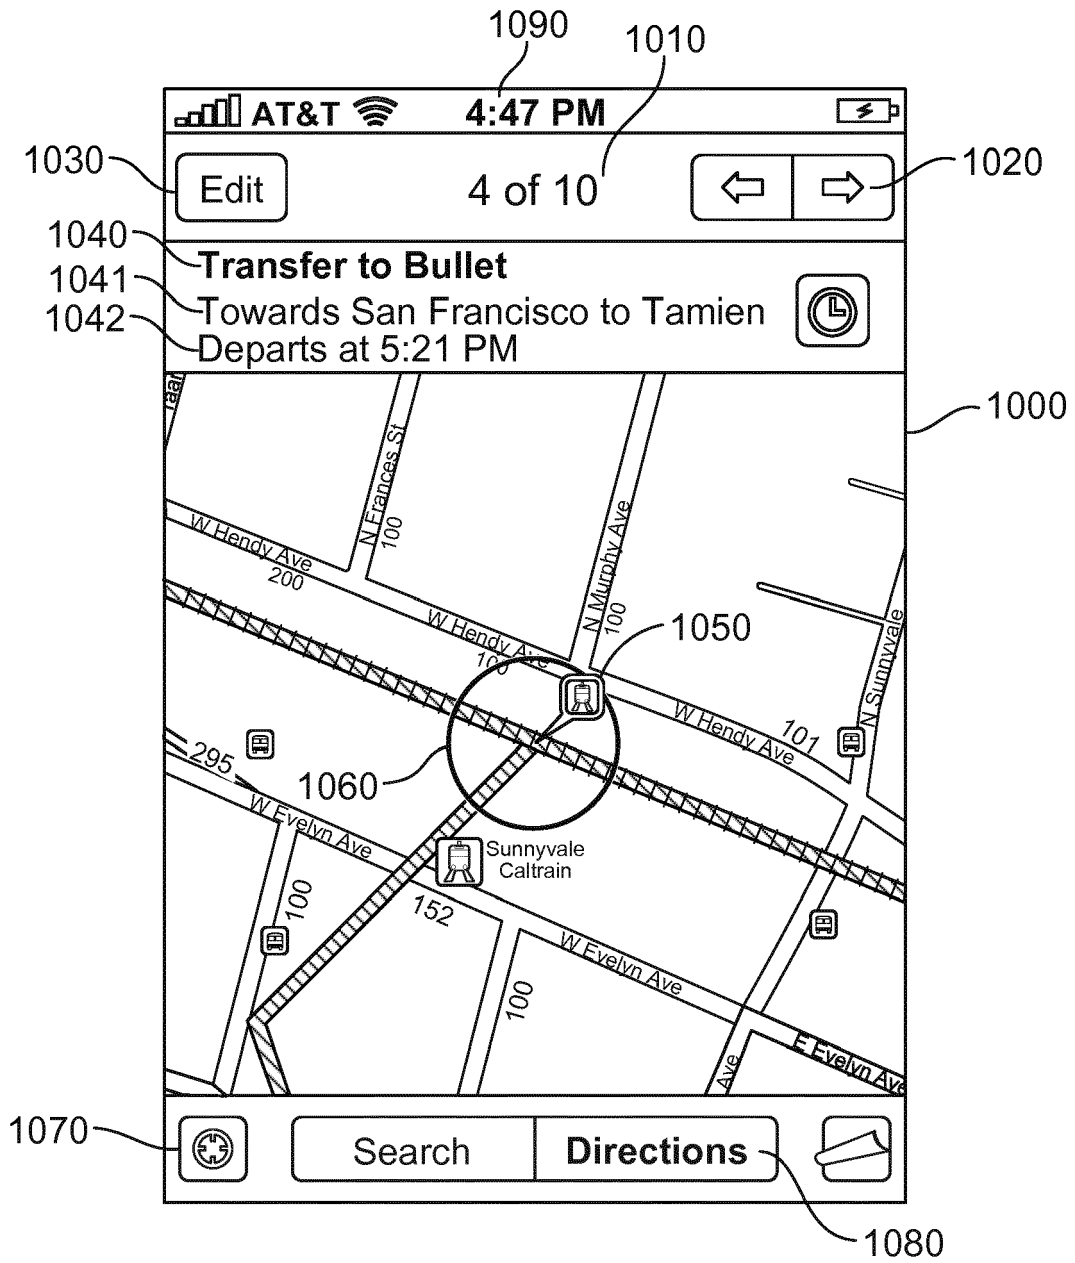 1090
1010
AT&T 4:47 PM
1030
Edit
4 of 10
1020
1040
Transfer to Bullet
1041
Towards San Francisco to Tamien
1042
Departs at 5:21 PM
1000
N Frances St
100
W Hendy Ave
200
N Murphy Ave
100
1050
W Hendy Ave
100
N Sunnyvale
W Hendy Ave
101
295
1060
W Evelyn Ave
Sunnyvale
Caltrain
100
152
W Evelyn Ave
100
E Evelyn Ave
Ave
1070
Search
Directions
1080